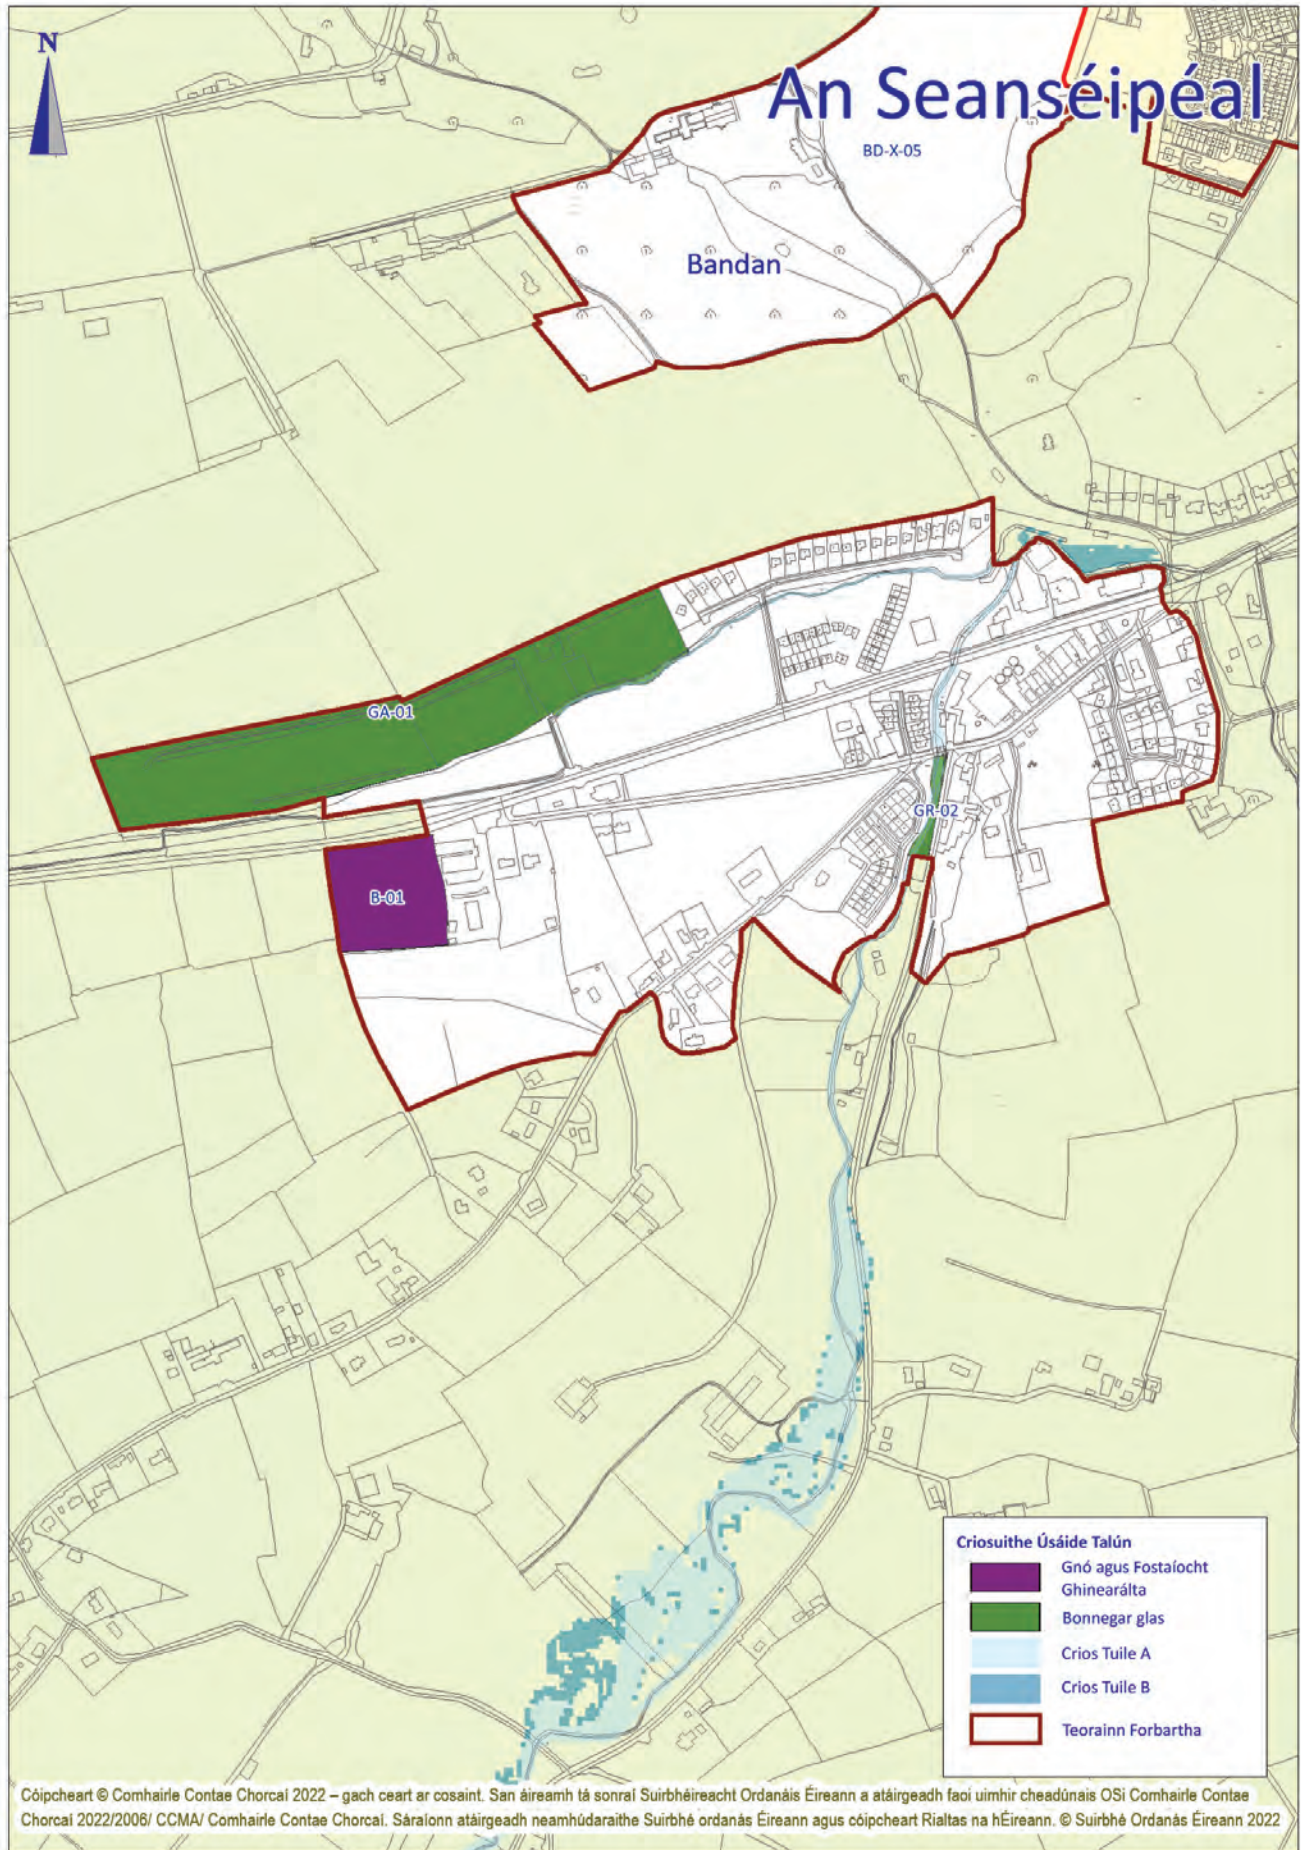 N
An Seanséipéal
BD-X-05
Bandan
GA-01
GR-02
B-01
Criosuithe Úsáide Talún
Gnó agus Fostaíocht
Ghinearálta
Bonnegar glas
Crios Tuile A
Crios Tuile B
Teorainn Forbartha
Cóipcheart © Comhairle Contae Chorcaí 2022 – gach ceart ar cosaint. San áireamh tá sonraí Suirbhéireacht Ordanáis Éireann a atáirgeadh faoi uimhir cheadúnais OSi Comhairle Contae
Chorcaí 2022/2006/ CCMA/ Comhairle Contae Chorcaí. Sáraíonn atáirgeadh neamhúdaraithe Suirbhé ordanás Éireann agus cóipcheart Rialtas na hÉireann. © Suirbhé Ordanás Éireann 2022